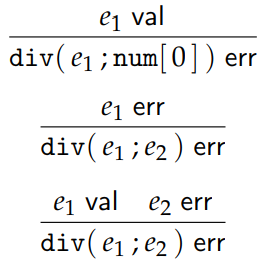 e₁ val
div( e₁ ;num[ 0 ] ) err
e₁ err
div( e₁ ;e₂ ) err
e₁ val e₂ err
div( e₁ ;e₂ ) err